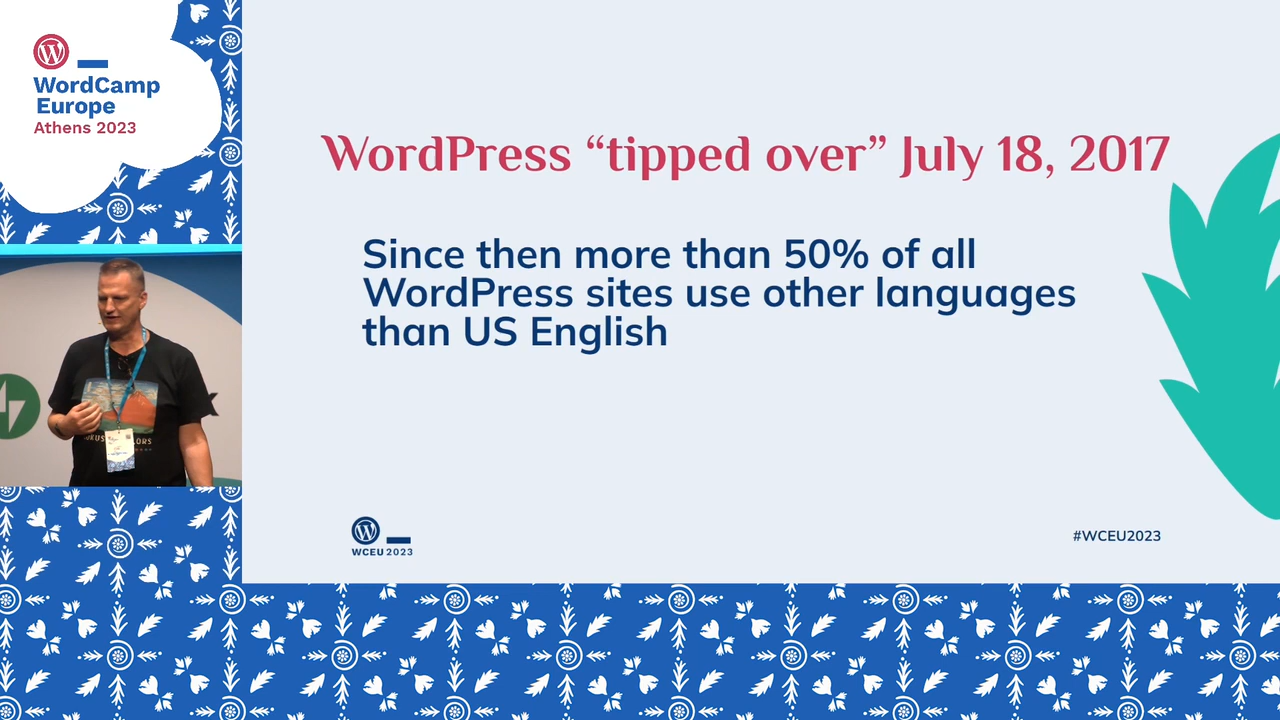 WordCamp
Europe
Athens 2023
WordPress “tipped over” July 18, 2017
Since then more than 50% of all
WordPress sites use other languages
than US English
WCEU 2023
#WCEU2023